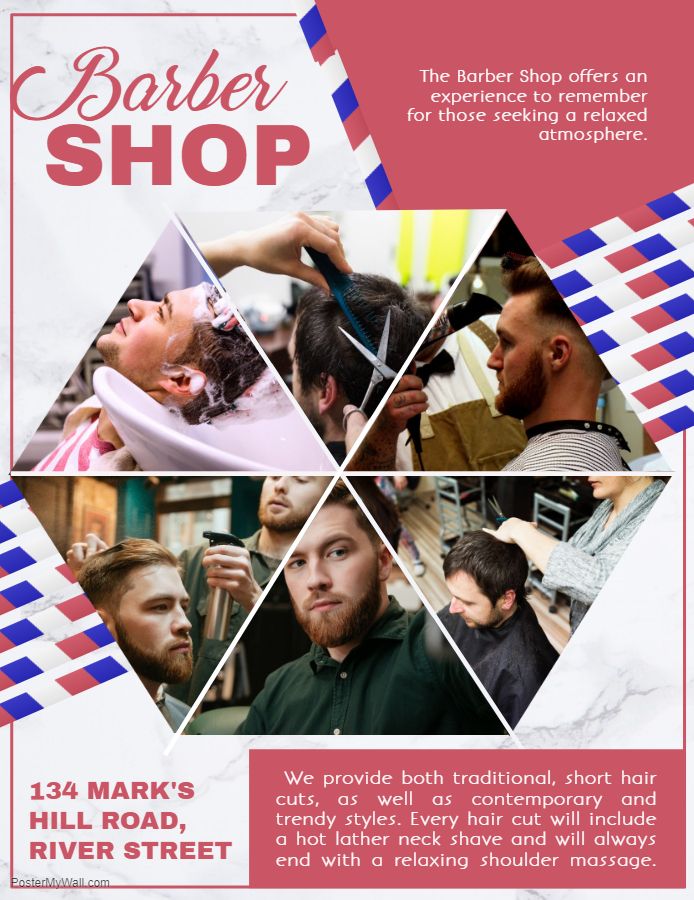 Barber
SHOP
The Barber Shop offers an
experience to remember
for those seeking a relaxed
atmosphere.
134 MARK'S
HILL ROAD,
RIVER STREET
We provide both traditional, short hair
cuts, as well as contemporary and
trendy styles. Every hair cut will include
a hot lather neck shave and will always
end with a relaxing shoulder massage.
PosterMyWall.com